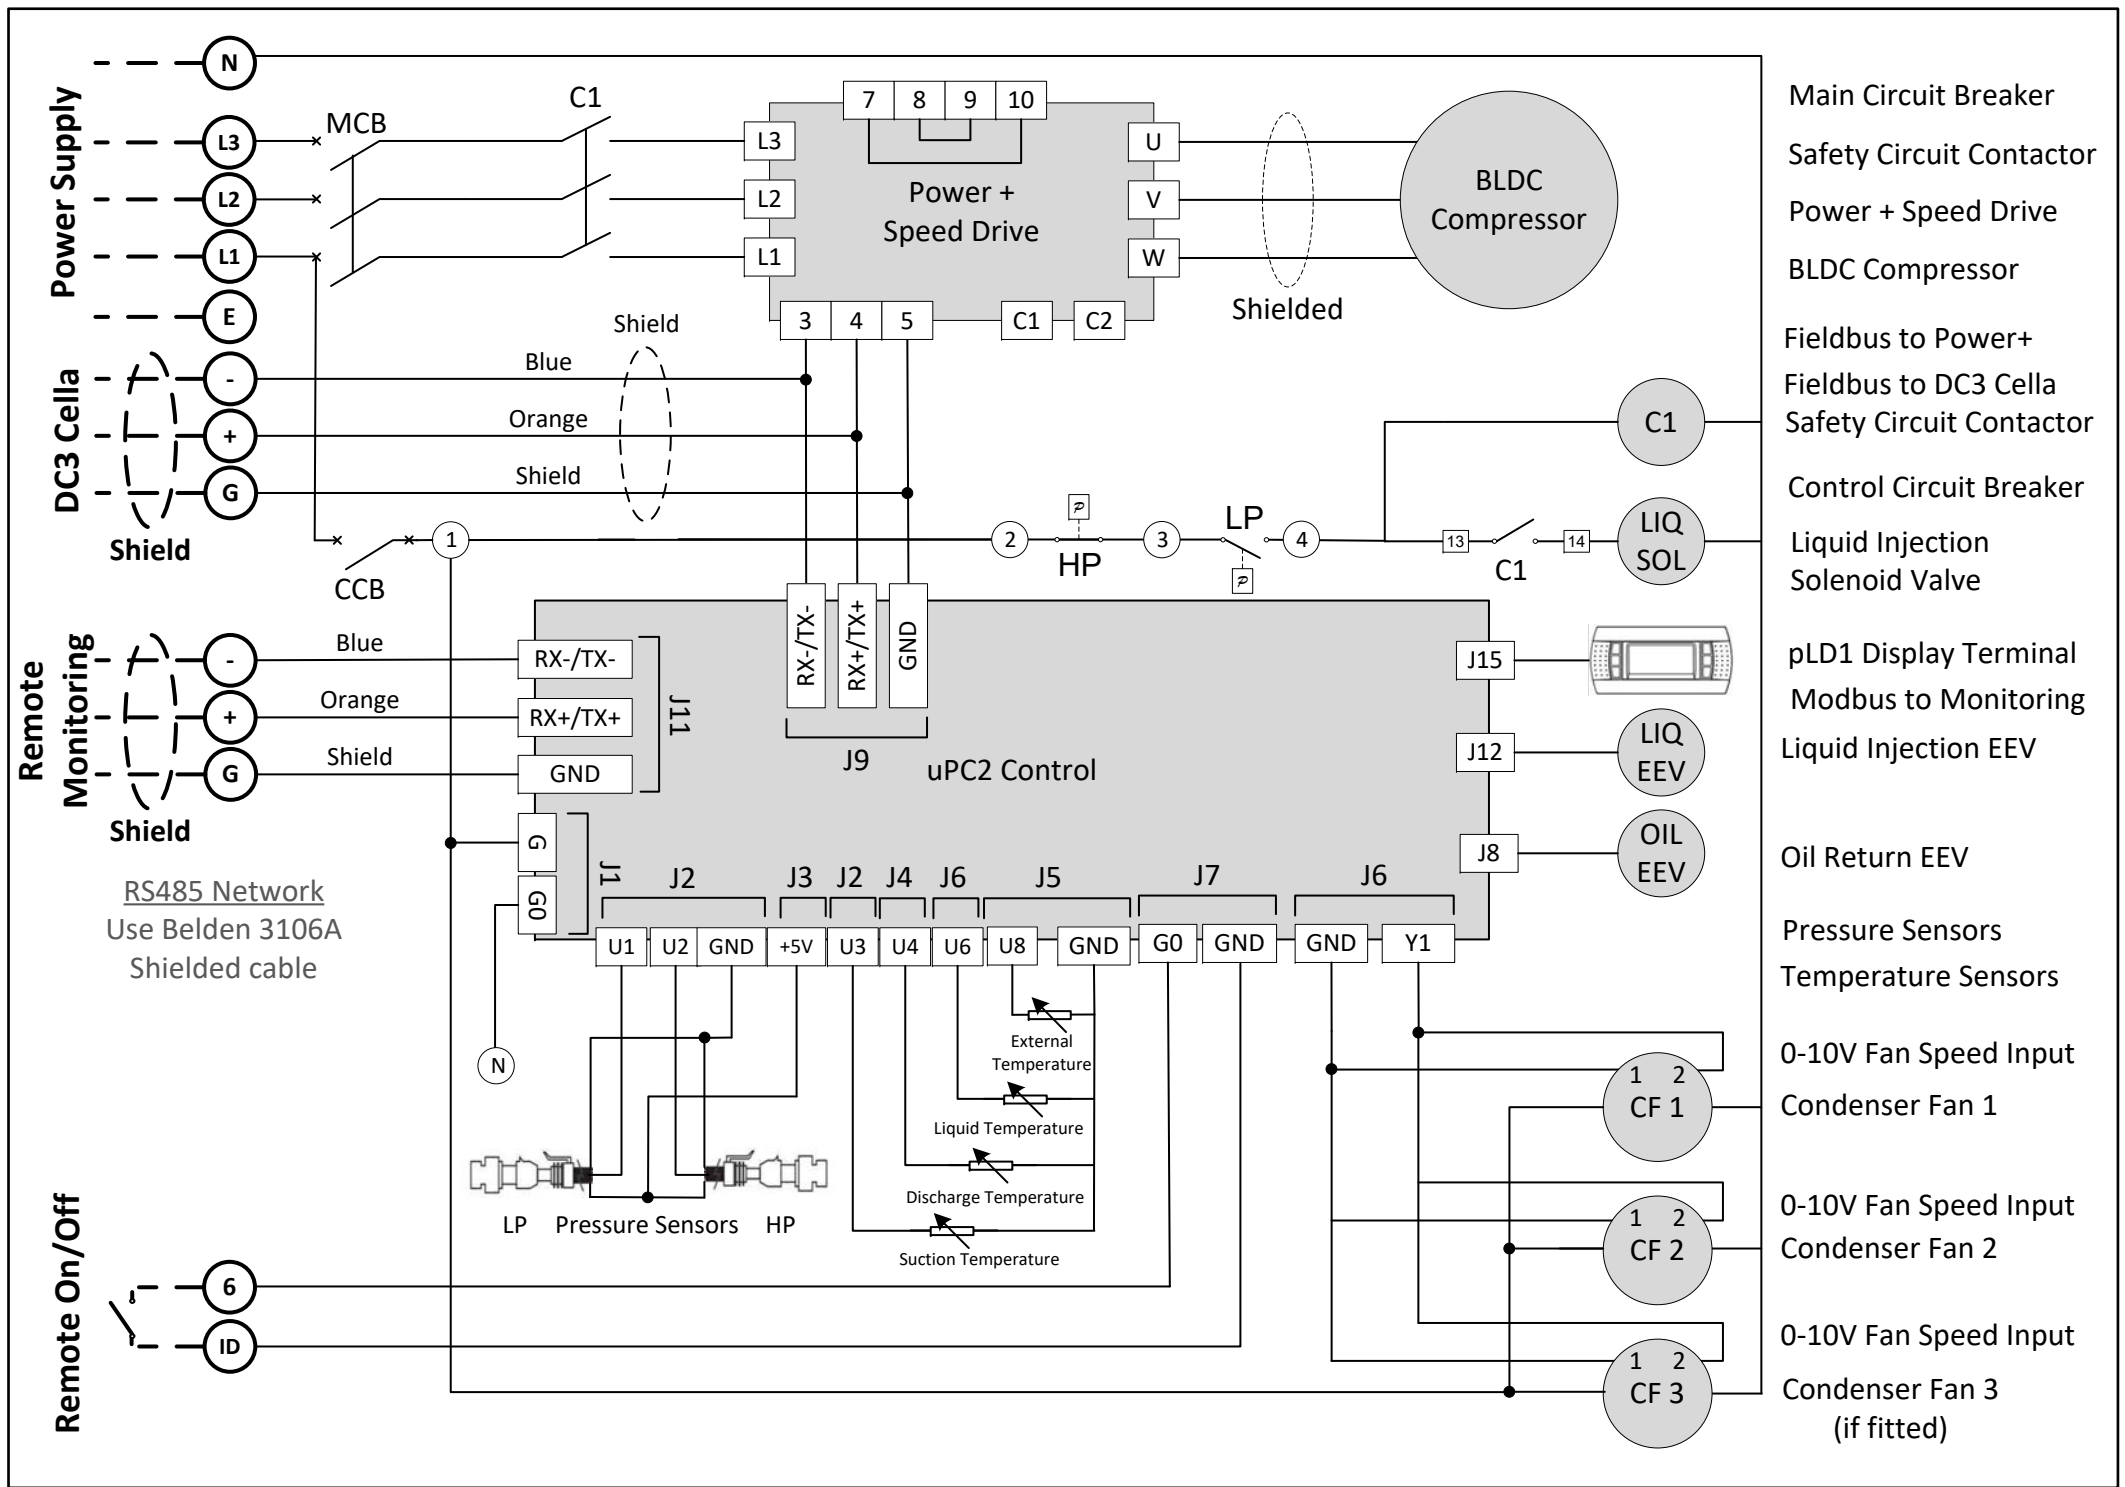 Power Supply
N
L3
L2
L1
E
MCB
C1
L3
L2
L1
7 8 9 10
Power +
Speed Drive
U
V
W
3 4 5
C1 C2
Shielded
BLDC
Compressor
Main Circuit Breaker
Safety Circuit Contactor
Power + Speed Drive
BLDC Compressor
Fieldbus to Power+
Fieldbus to DC3 Cella
Safety Circuit Contactor
Control Circuit Breaker
Liquid Injection
Solenoid Valve
pLD1 Display Terminal
Modbus to Monitoring
Liquid Injection EEV
Oil Return EEV
Pressure Sensors
Temperature Sensors
0-10V Fan Speed Input
Condenser Fan 1
0-10V Fan Speed Input
Condenser Fan 2
0-10V Fan Speed Input
Condenser Fan 3
(if fitted)
DC3 Cella
-
+
G
Shield
Blue
Orange
Shield
Shield
CCB
1
2
P
HP
3
LP
P
4
C1
13
C1
14
LIQ
SOL
Remote
Monitoring
-
+
G
Shield
Blue
Orange
Shield
RX-/TX-
RX+/TX+
GND
J11
RX-/TX-
RX+/TX+
GND
J9
uPC2 Control
J15
J12
J8
LIQ
EEV
OIL
EEV
G
G0
J1
N
RS485 Network
Use Belden 3106A
Shielded cable
J2 J3 J2 J4 J6 J5 J7 J6
U1 U2 GND +5V U3 U4 U6 U8 GND G0 GND GND Y1
External
Temperature
Liquid Temperature
Discharge Temperature
Suction Temperature
LP Pressure Sensors HP
1 2
CF 1
1 2
CF 2
1 2
CF 3
Remote On/Off
6
ID